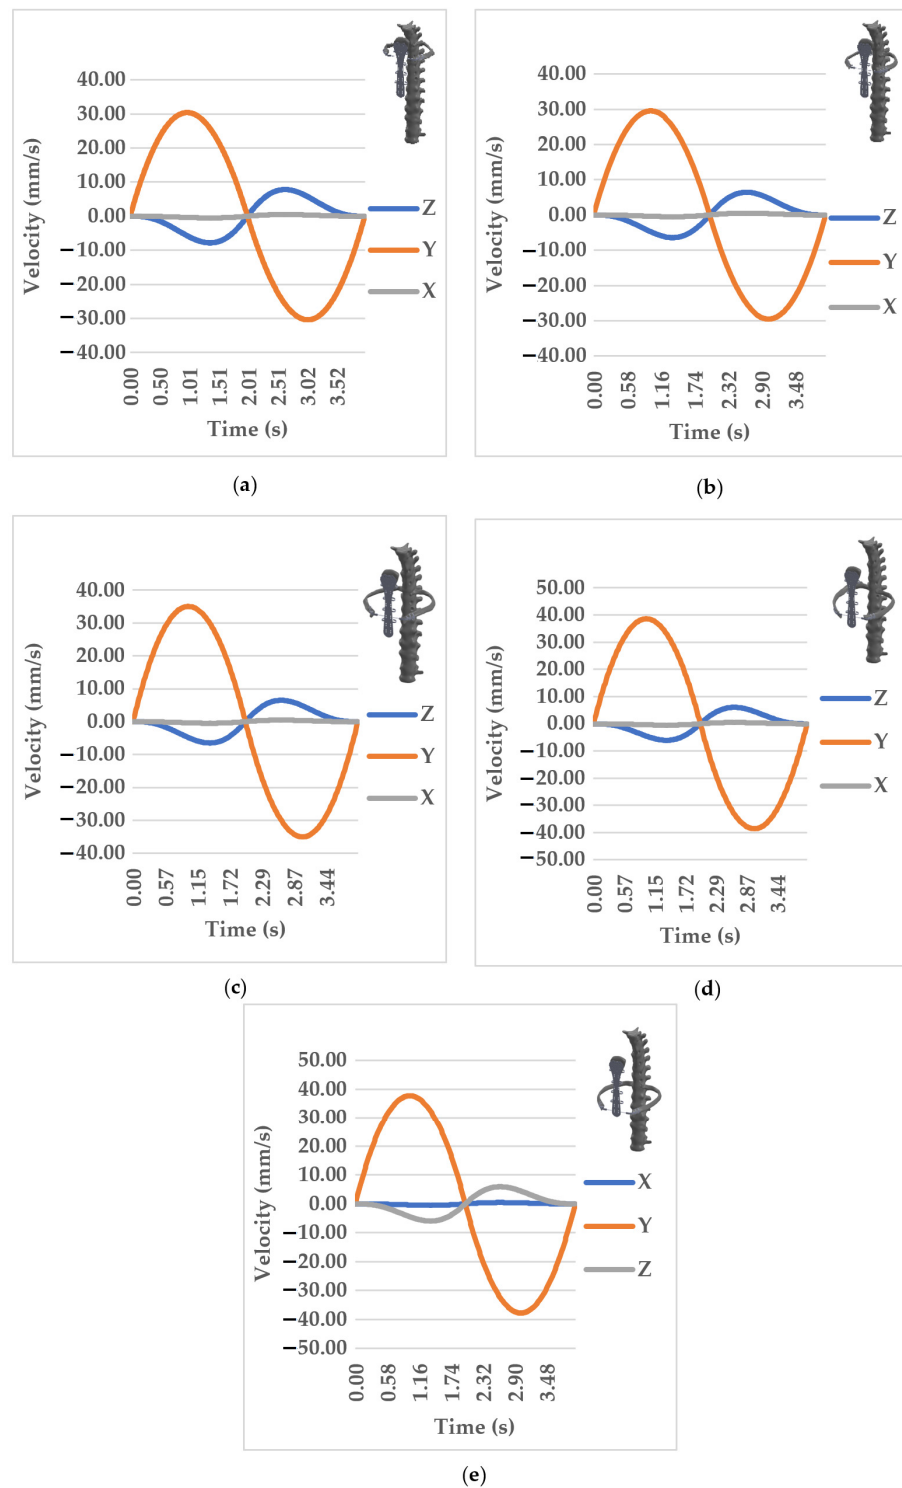 40.00
30.00
20.00
10.00
0.00
−10.00
−20.00
−30.00
−40.00
Velocity (mm/s)
0.00 0.50 1.01 1.51 2.01 2.51 3.02 3.52
Time (s)
Z
Y
X
(a)
40.00
30.00
20.00
10.00
0.00
−10.00
−20.00
−30.00
−40.00
Velocity (mm/s)
0.00 0.58 1.16 1.74 2.32 2.90 3.48
Time (s)
Z
Y
X
(b)
40.00
30.00
20.00
10.00
0.00
−10.00
−20.00
−30.00
−40.00
Velocity (mm/s)
0.00 0.57 1.15 1.72 2.29 2.87 3.44
Time (s)
Z
Y
X
(c)
50.00
40.00
30.00
20.00
10.00
0.00
−10.00
−20.00
−30.00
−40.00
−50.00
Velocity (mm/s)
0.00 0.57 1.15 1.72 2.29 2.87 3.44
Time (s)
Z
Y
X
(d)
50.00
40.00
30.00
20.00
10.00
0.00
−10.00
−20.00
−30.00
−40.00
−50.00
Velocity (mm/s)
0.00 0.58 1.16 1.74 2.32 2.90 3.48
Time (s)
X
Y
Z
(e)